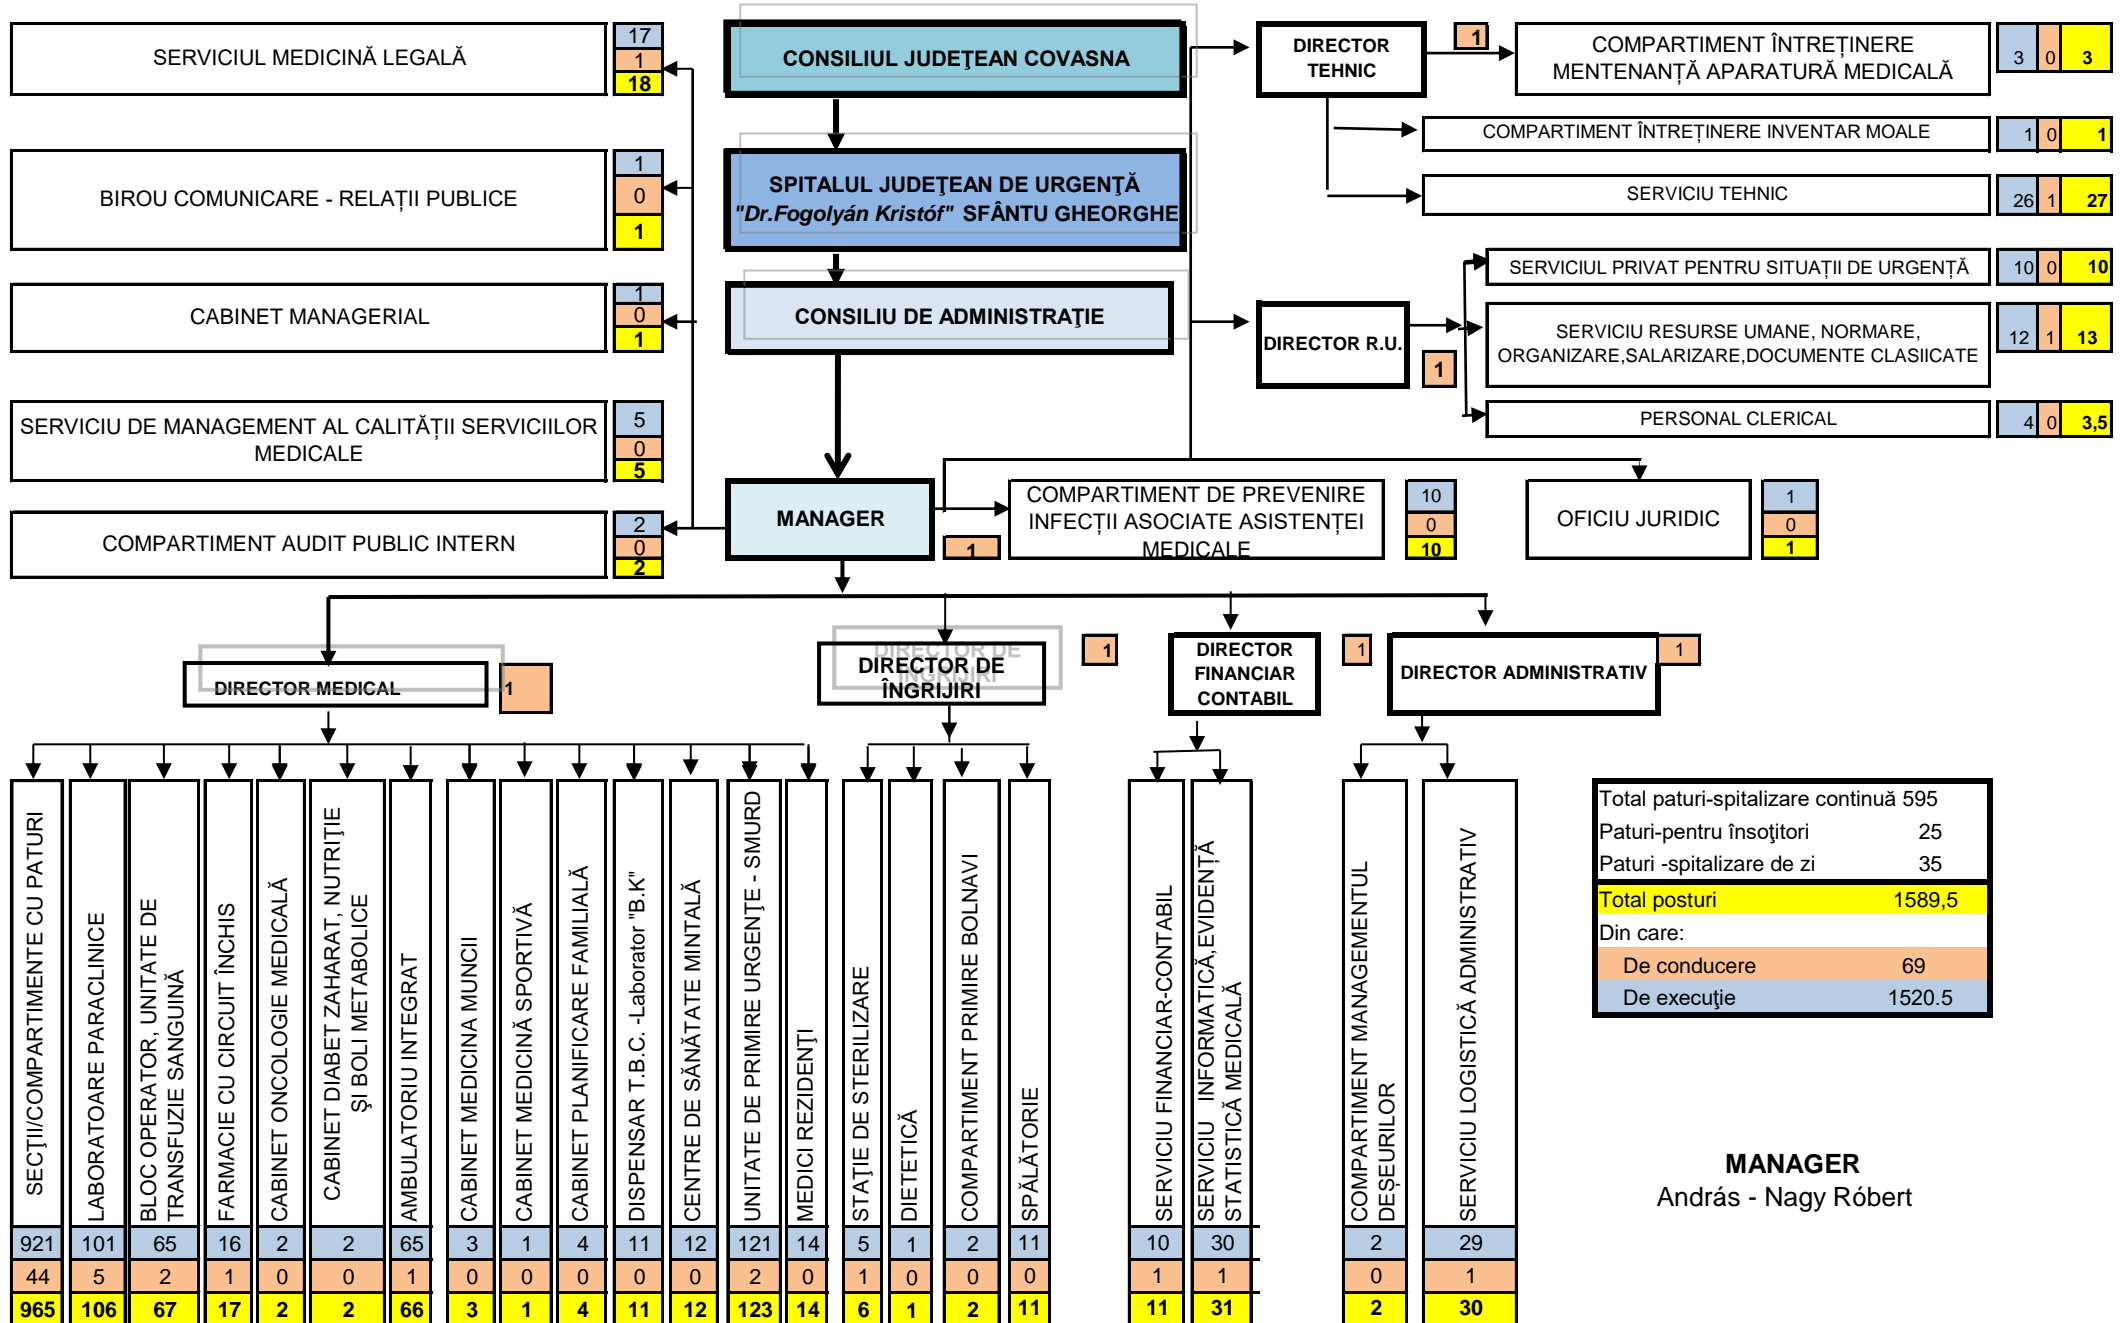 SERVICIUL MEDICINĂ LEGALĂ
17
1
18
BIROU COMUNICARE - RELAȚII PUBLICE
1
0
1
CABINET MANAGERIAL
1
0
1
SERVICIU DE MANAGEMENT AL CALITĂȚII SERVICIILOR
MEDICALE
5
0
5
COMPARTIMENT AUDIT PUBLIC INTERN
2
0
2
CONSILIUL JUDEŢEAN COVASNA
SPITALUL JUDEŢEAN DE URGENŢĂ
"Dr.Fogolyán Kristóf" SFÂNTU GHEORGHE
CONSILIU DE ADMINISTRAŢIE
MANAGER
1
DIRECTOR
TEHNIC
1
COMPARTIMENT ÎNTREȚINERE
MENTENANȚĂ APARATURĂ MEDICALĂ
3 0 3
COMPARTIMENT ÎNTREȚINERE INVENTAR MOALE
1 0 1
SERVICIU TEHNIC
26 1 27
DIRECTOR R.U.
1
SERVICIUL PRIVAT PENTRU SITUAȚII DE URGENȚĂ
10 0 10
SERVICIU RESURSE UMANE, NORMARE,
ORGANIZARE,SALARIZARE,DOCUMENTE CLASIICATE
12 1 13
PERSONAL CLERICAL
4 0 3,5
COMPARTIMENT DE PREVENIRE
INFECȚII ASOCIATE ASISTENȚEI
MEDICALE
10
0
10
OFICIU JURIDIC
1
0
1
DIRECTOR MEDICAL
1
DIRECTOR DE
ÎNGRIJIRI
1
DIRECTOR
FINANCIAR
CONTABIL
1
DIRECTOR ADMINISTRATIV
1
SECŢII/COMPARTIMENTE CU PATURI
921
44
965
LABORATOARE PARACLINICE
101
5
106
BLOC OPERATOR, UNITATE DE
TRANSFUZIE SANGUINĂ
65
2
67
FARMACIE CU CIRCUIT ÎNCHIS
16
1
17
CABINET ONCOLOGIE MEDICALĂ
2
0
2
CABINET DIABET ZAHARAT, NUTRIŢIE
ŞI BOLI METABOLICE
2
0
2
AMBULATORIU INTEGRAT
65
1
66
CABINET MEDICINA MUNCII
3
0
3
CABINET MEDICINĂ SPORTIVĂ
1
0
1
CABINET PLANIFICARE FAMILIALĂ
4
0
4
DISPENSAR T.B.C. -Laborator "B.K"
11
0
11
CENTRE DE SĂNĂTATE MINTALĂ
12
0
12
UNITATE DE PRIMIRE URGENŢE - SMURD
121
2
123
MEDICI REZIDENŢI
14
0
14
STAŢIE DE STERILIZARE
5
1
6
DIETETICĂ
1
0
1
COMPARTIMENT PRIMIRE BOLNAVI
2
0
2
SPĂLĂTORIE
11
0
11
SERVICIU FINANCIAR-CONTABIL
10
1
11
SERVICIU INFORMATICĂ,EVIDENȚĂ
STATISTICĂ MEDICALĂ
30
1
31
COMPARTIMENT MANAGEMENTUL
DEȘEURILOR
2
0
2
SERVICIU LOGISTICĂ ADMINISTRATIV
29
1
30
Total paturi-spitalizare continuă 595
Paturi-pentru însoţitori 25
Paturi -spitalizare de zi 35
Total posturi 1589,5
Din care:
De conducere 69
De execuţie 1520.5
MANAGER
András - Nagy Róbert